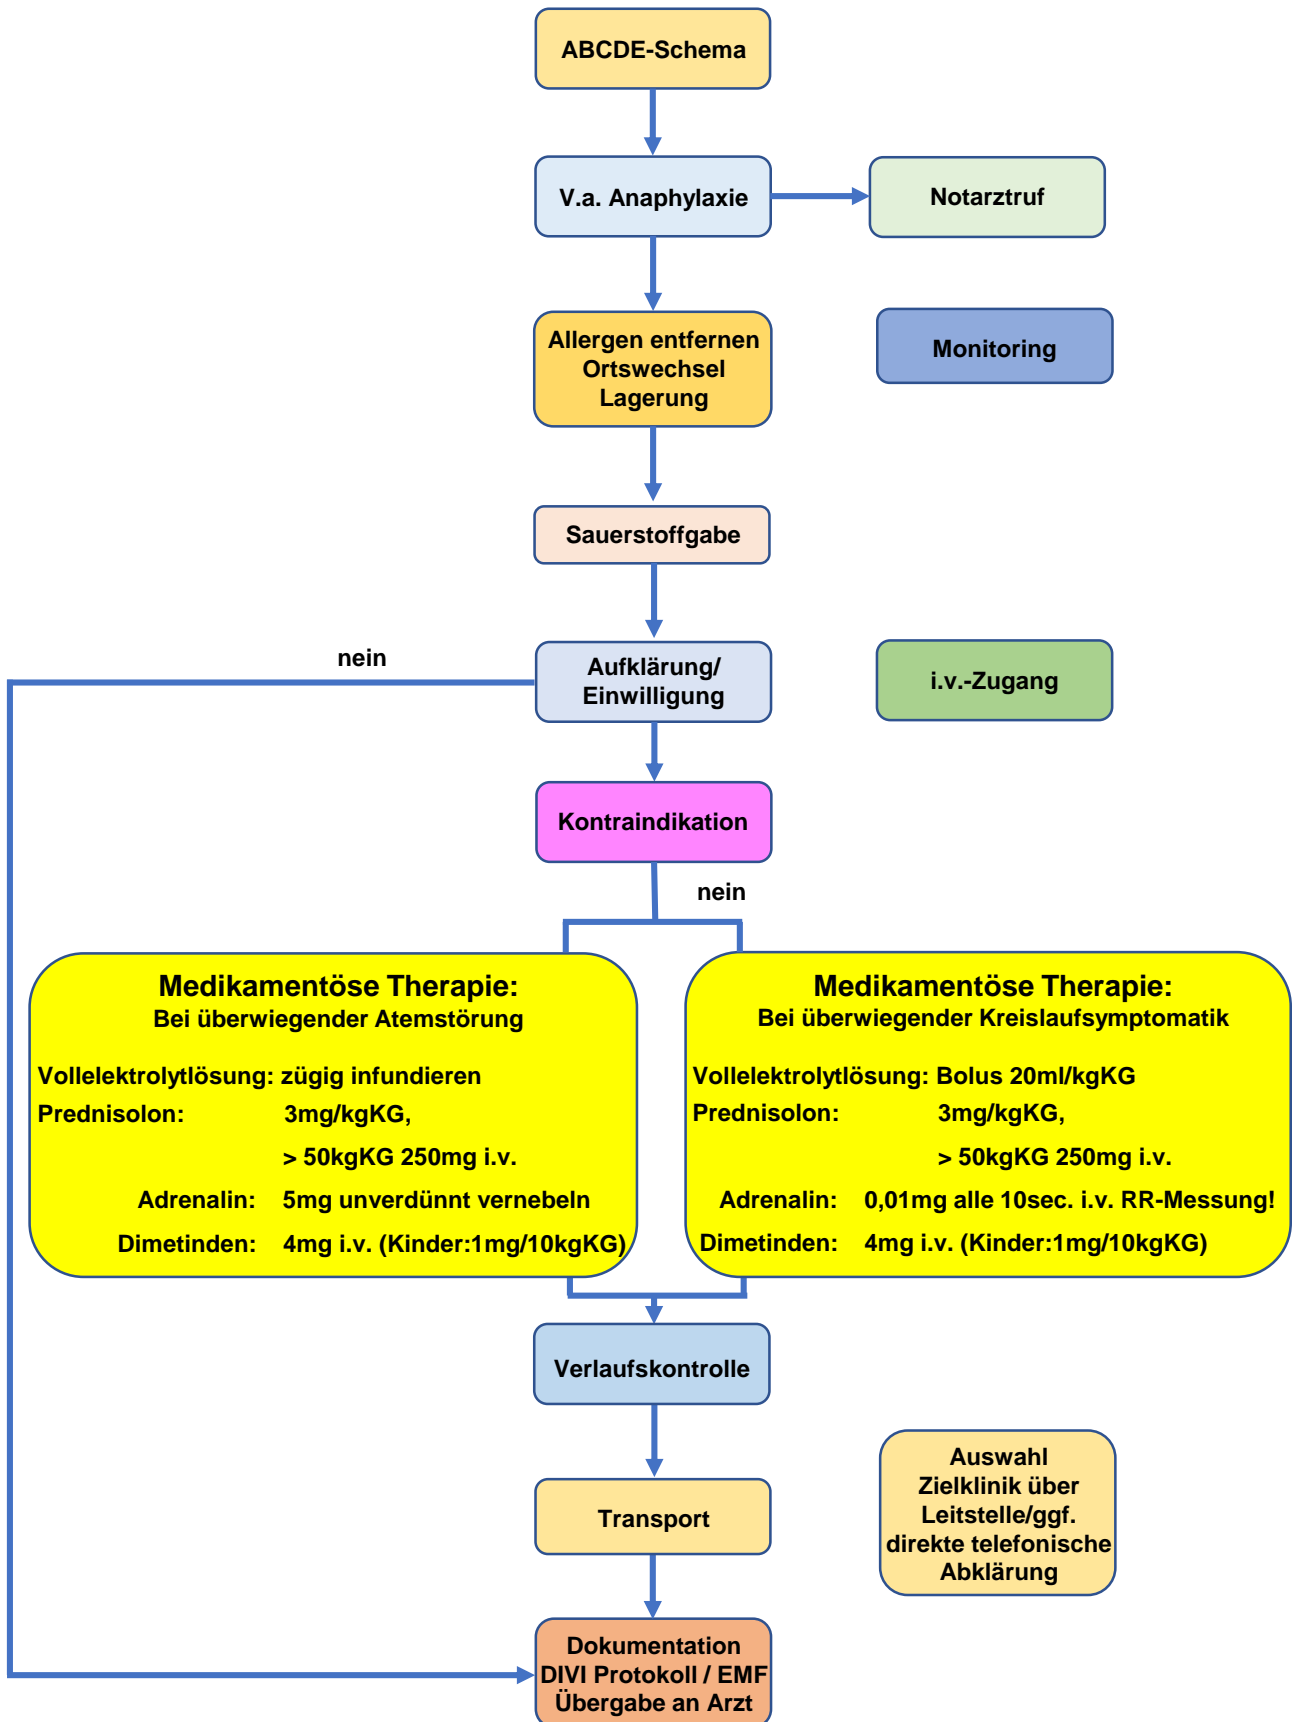 ABCDE-Schema
V.a. Anaphylaxie
Notarztruf
Allergen entfernen
Ortswechsel
Lagerung
Monitoring
Sauerstoffgabe
nein
Aufklärung/
Einwilligung
i.v.-Zugang
Kontraindikation
nein
Medikamentöse Therapie:
Bei überwiegender Atemstörung
Vollelektrolytlösung: zügig infundieren
Prednisolon: 3mg/kgKG,
> 50kgKG 250mg i.v.
Adrenalin: 5mg unverdünnt vernebeln
Dimetinden: 4mg i.v. (Kinder:1mg/10kgKG)
Medikamentöse Therapie:
Bei überwiegender Kreislaufsymptomatik
Vollelektrolytlösung: Bolus 20ml/kgKG
Prednisolon: 3mg/kgKG,
> 50kgKG 250mg i.v.
Adrenalin: 0,01mg alle 10sec. i.v. RR-Messung!
Dimetinden: 4mg i.v. (Kinder:1mg/10kgKG)
Verlaufskontrolle
Transport
Auswahl
Zielklinik über
Leitstelle/ggf.
direkte telefonische
Abklärung
Dokumentation
DIVI Protokoll / EMF
Übergabe an Arzt